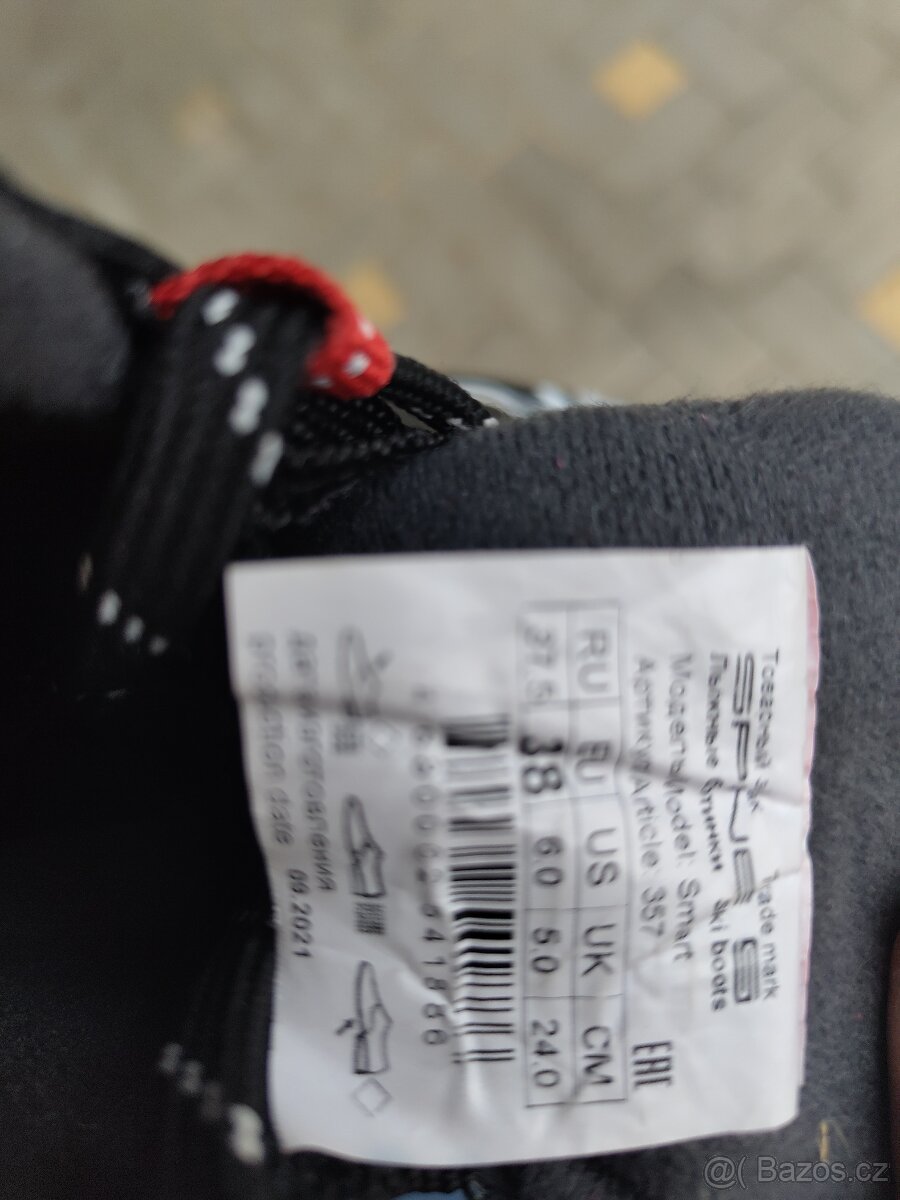 Товарный знак Trade mark
SPINE
Лыжные ботинки Ski boots
Модель/Model: Smart
Артикул/Article: 357
EAC
RU EU US UK CM
37.5 38 6.0 5.0 24.0
Дата изготовления
production date 09.2021
@( Bazos.cz